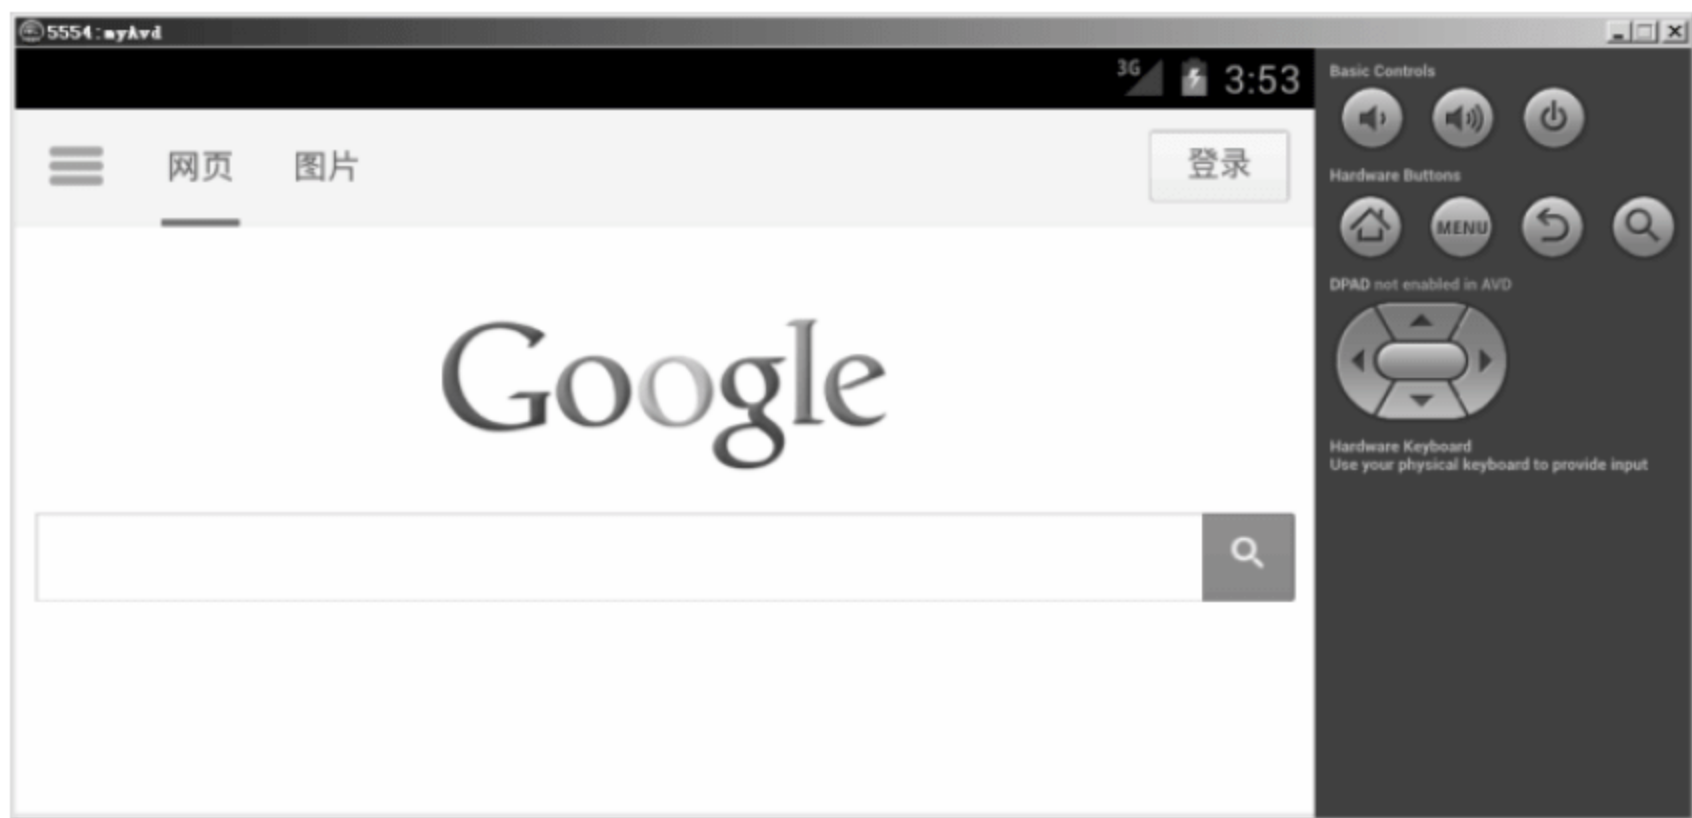 5554:myAvd
3G 3:53
网页 图片 登录
Google
Basic Controls
Hardware Buttons
MENU
DPAD not enabled in AVD
Hardware Keyboard
Use your physical keyboard to provide input